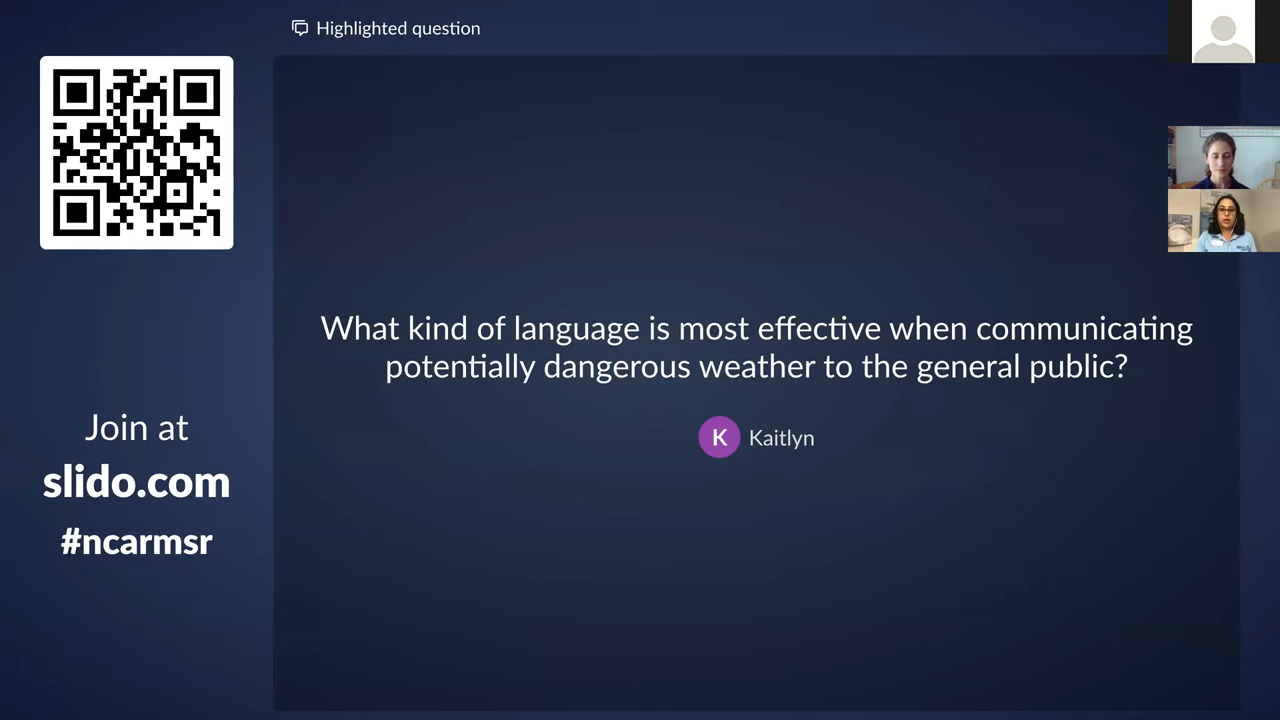 Highlighted question
What kind of language is most effective when communicating
potentially dangerous weather to the general public?
K Kaitlyn
Join at
slido.com
#ncarmsr